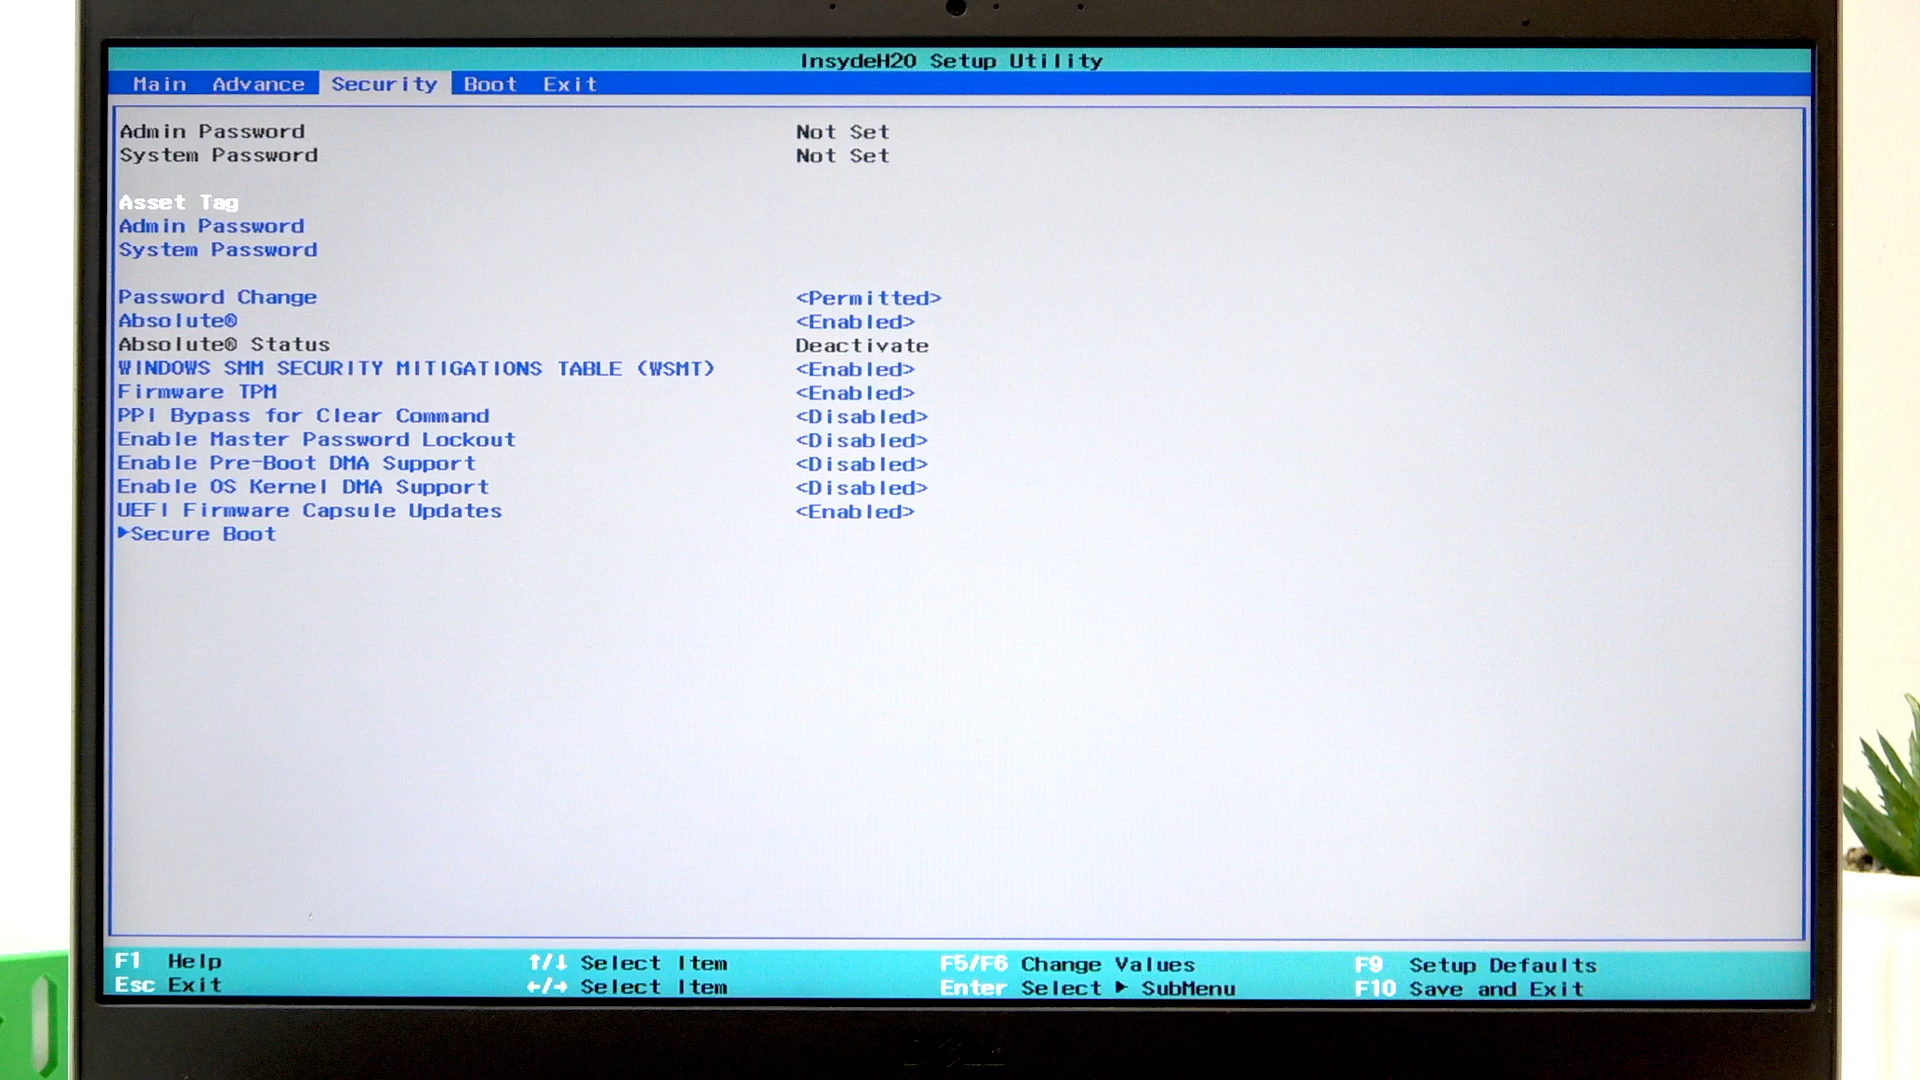 InsydeH2O Setup Utility
Main Advance Security Boot Exit
Admin Password Not Set
System Password Not Set
Asset Tag
Admin Password
System Password
Password Change <Permitted>
Absolute® <Enabled>
Absolute® Status Deactivate
WINDOWS SMM SECURITY MITIGATIONS TABLE (WSMT) <Enabled>
Firmware TPM <Enabled>
PPI Bypass for Clear Command <Disabled>
Enable Master Password Lockout <Disabled>
Enable Pre-Boot DMA Support <Disabled>
Enable OS Kernel DMA Support <Disabled>
UEFI Firmware Capsule Updates <Enabled>
▶Secure Boot
F1 Help ↑/↓ Select Item F5/F6 Change Values F9 Setup Defaults
Esc Exit ←/→ Select Item Enter Select ▶ SubMenu F10 Save and Exit
DELL